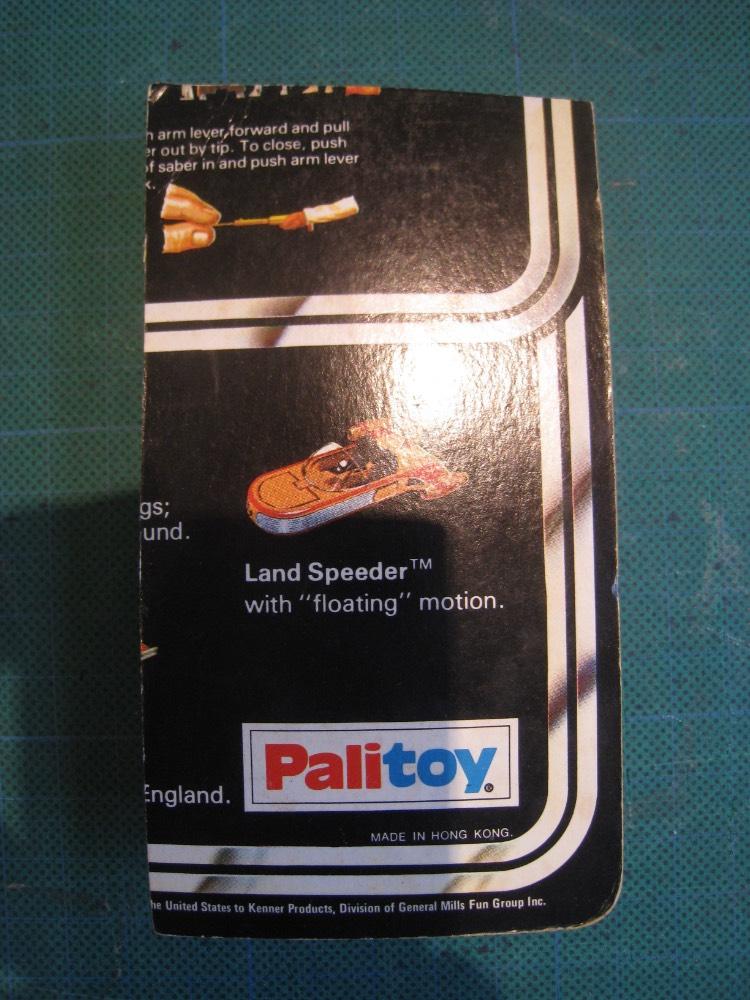 arm lever forward and pull
out by tip. To close, push
of saber in and push arm lever
k.
gs;
und.
Land Speeder™
with "floating" motion.
England.
Palitoy®
MADE IN HONG KONG.
he United States to Kenner Products, Division of General Mills Fun Group Inc.